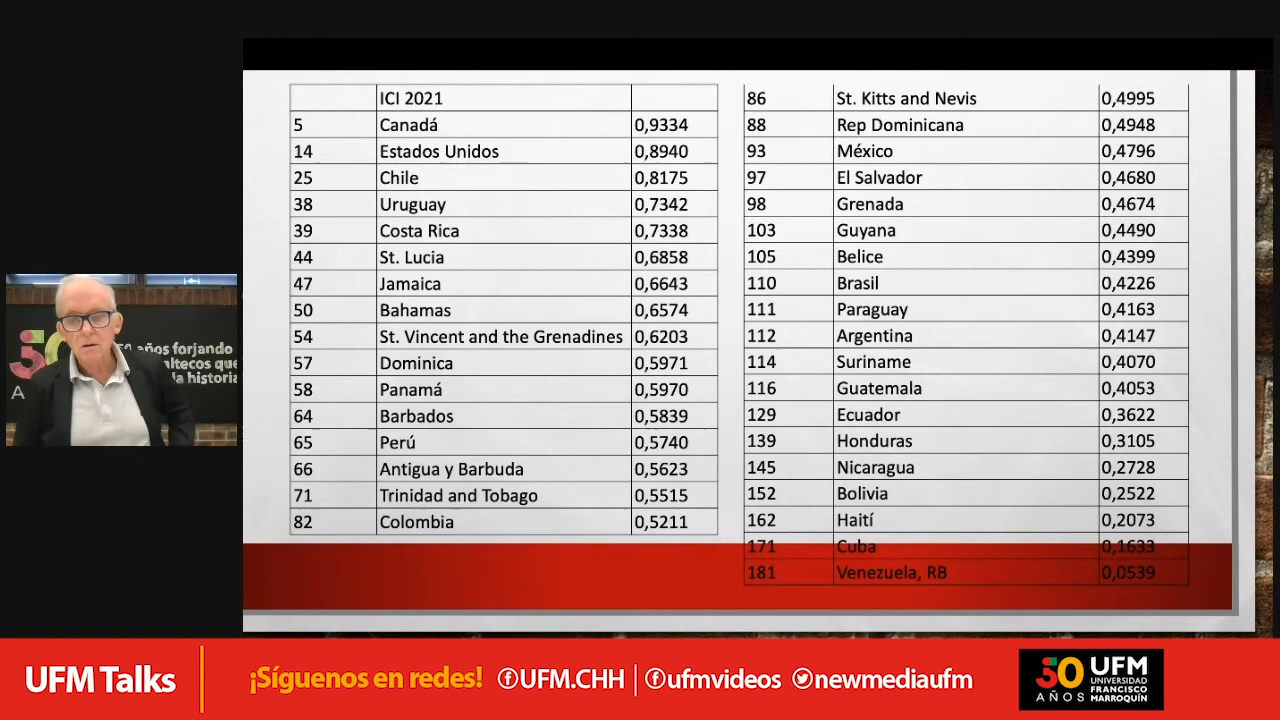 ICI 2021
5 Canadá 0,9334
14 Estados Unidos 0,8940
25 Chile 0,8175
38 Uruguay 0,7342
39 Costa Rica 0,7338
44 St. Lucia 0,6858
47 Jamaica 0,6643
50 Bahamas 0,6574
54 St. Vincent and the Grenadines 0,6203
57 Dominica 0,5971
58 Panamá 0,5970
64 Barbados 0,5839
65 Perú 0,5740
66 Antigua y Barbuda 0,5623
71 Trinidad and Tobago 0,5515
82 Colombia 0,5211
86 St. Kitts and Nevis 0,4995
88 Rep Dominicana 0,4948
93 México 0,4796
97 El Salvador 0,4680
98 Grenada 0,4674
103 Guyana 0,4490
105 Belice 0,4399
110 Brasil 0,4226
111 Paraguay 0,4163
112 Argentina 0,4147
114 Suriname 0,4070
116 Guatemala 0,4053
129 Ecuador 0,3622
139 Honduras 0,3105
145 Nicaragua 0,2728
152 Bolivia 0,2522
162 Haití 0,2073
171 Cuba 0,1633
181 Venezuela, RB 0,0539
años forjando
altecos que
la historia
A
UFM Talks
¡Síguenos en redes! UFM.CHH | ufmvideos newmediaufm
50 AÑOS
UFM
UNIVERSIDAD
FRANCISCO
MARROQUÍN